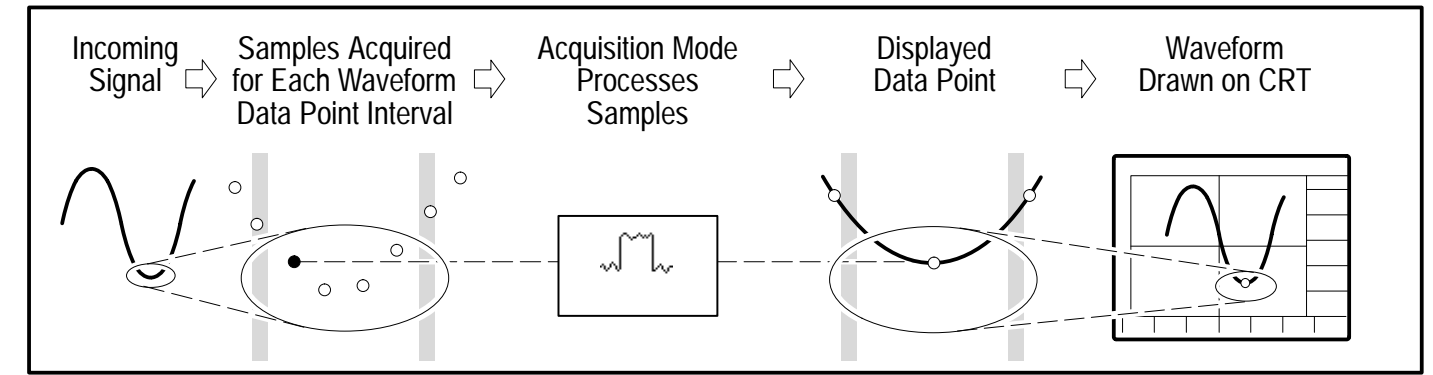 Incoming
Signal
Samples Acquired
for Each Waveform
Data Point Interval
Acquisition Mode
Processes
Samples
Displayed
Data Point
Waveform
Drawn on CRT